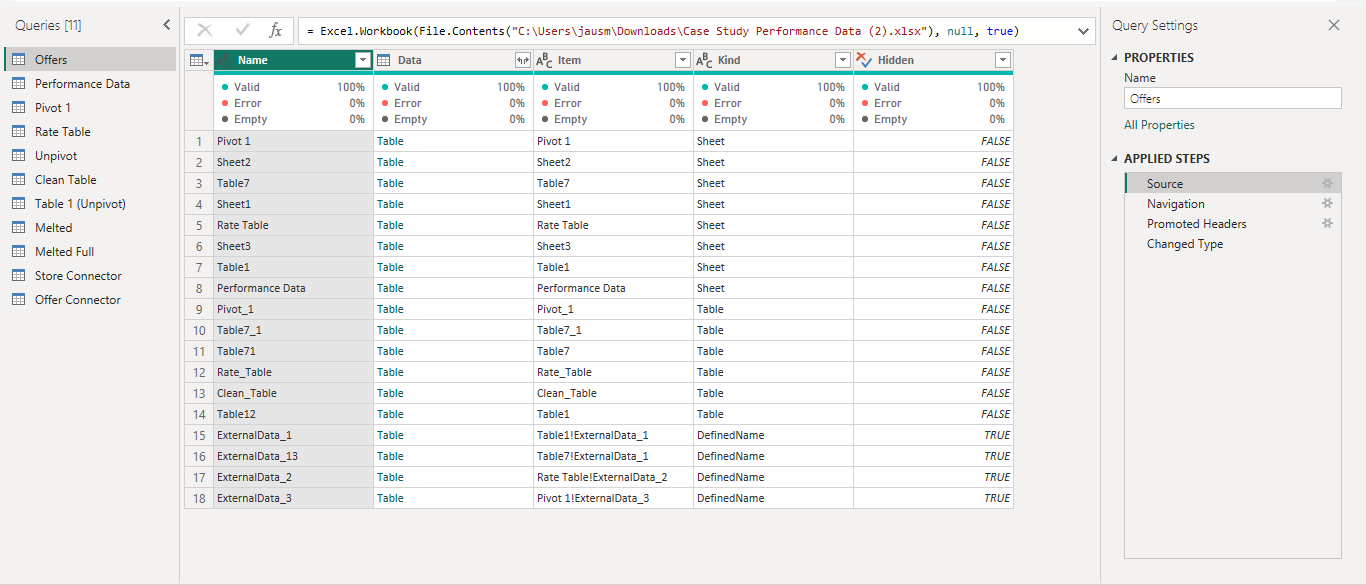 Queries [11]
Offers
Performance Data
Pivot 1
Rate Table
Unpivot
Clean Table
Table 1 (Unpivot)
Melted
Melted Full
Store Connector
Offer Connector
fx = Excel.Workbook(File.Contents("C:\Users\jausm\Downloads\Case Study Performance Data (2).xlsx"), null, true)
Name Data ABC Item ABC Kind Hidden
Valid 100% Valid 100% Valid 100% Valid 100% Valid 100%
Error 0% Error 0% Error 0% Error 0% Error 0%
Empty 0% Empty 0% Empty 0% Empty 0% Empty 0%
1 Pivot 1 Table Pivot 1 Sheet FALSE
2 Sheet2 Table Sheet2 Sheet FALSE
3 Table7 Table Table7 Sheet FALSE
4 Sheet1 Table Sheet1 Sheet FALSE
5 Rate Table Table Rate Table Sheet FALSE
6 Sheet3 Table Sheet3 Sheet FALSE
7 Table1 Table Table1 Sheet FALSE
8 Performance Data Table Performance Data Sheet FALSE
9 Pivot_1 Table Pivot_1 Table FALSE
10 Table7_1 Table Table7_1 Table FALSE
11 Table71 Table Table7 Table FALSE
12 Rate_Table Table Rate_Table Table FALSE
13 Clean_Table Table Clean_Table Table FALSE
14 Table12 Table Table1 Table FALSE
15 ExternalData_1 Table Table1!ExternalData_1 DefinedName TRUE
16 ExternalData_13 Table Table7!ExternalData_1 DefinedName TRUE
17 ExternalData_2 Table Rate Table!ExternalData_2 DefinedName TRUE
18 ExternalData_3 Table Pivot 1!ExternalData_3 DefinedName TRUE
Query Settings
PROPERTIES
Name
Offers
All Properties
APPLIED STEPS
Source
Navigation
Promoted Headers
Changed Type